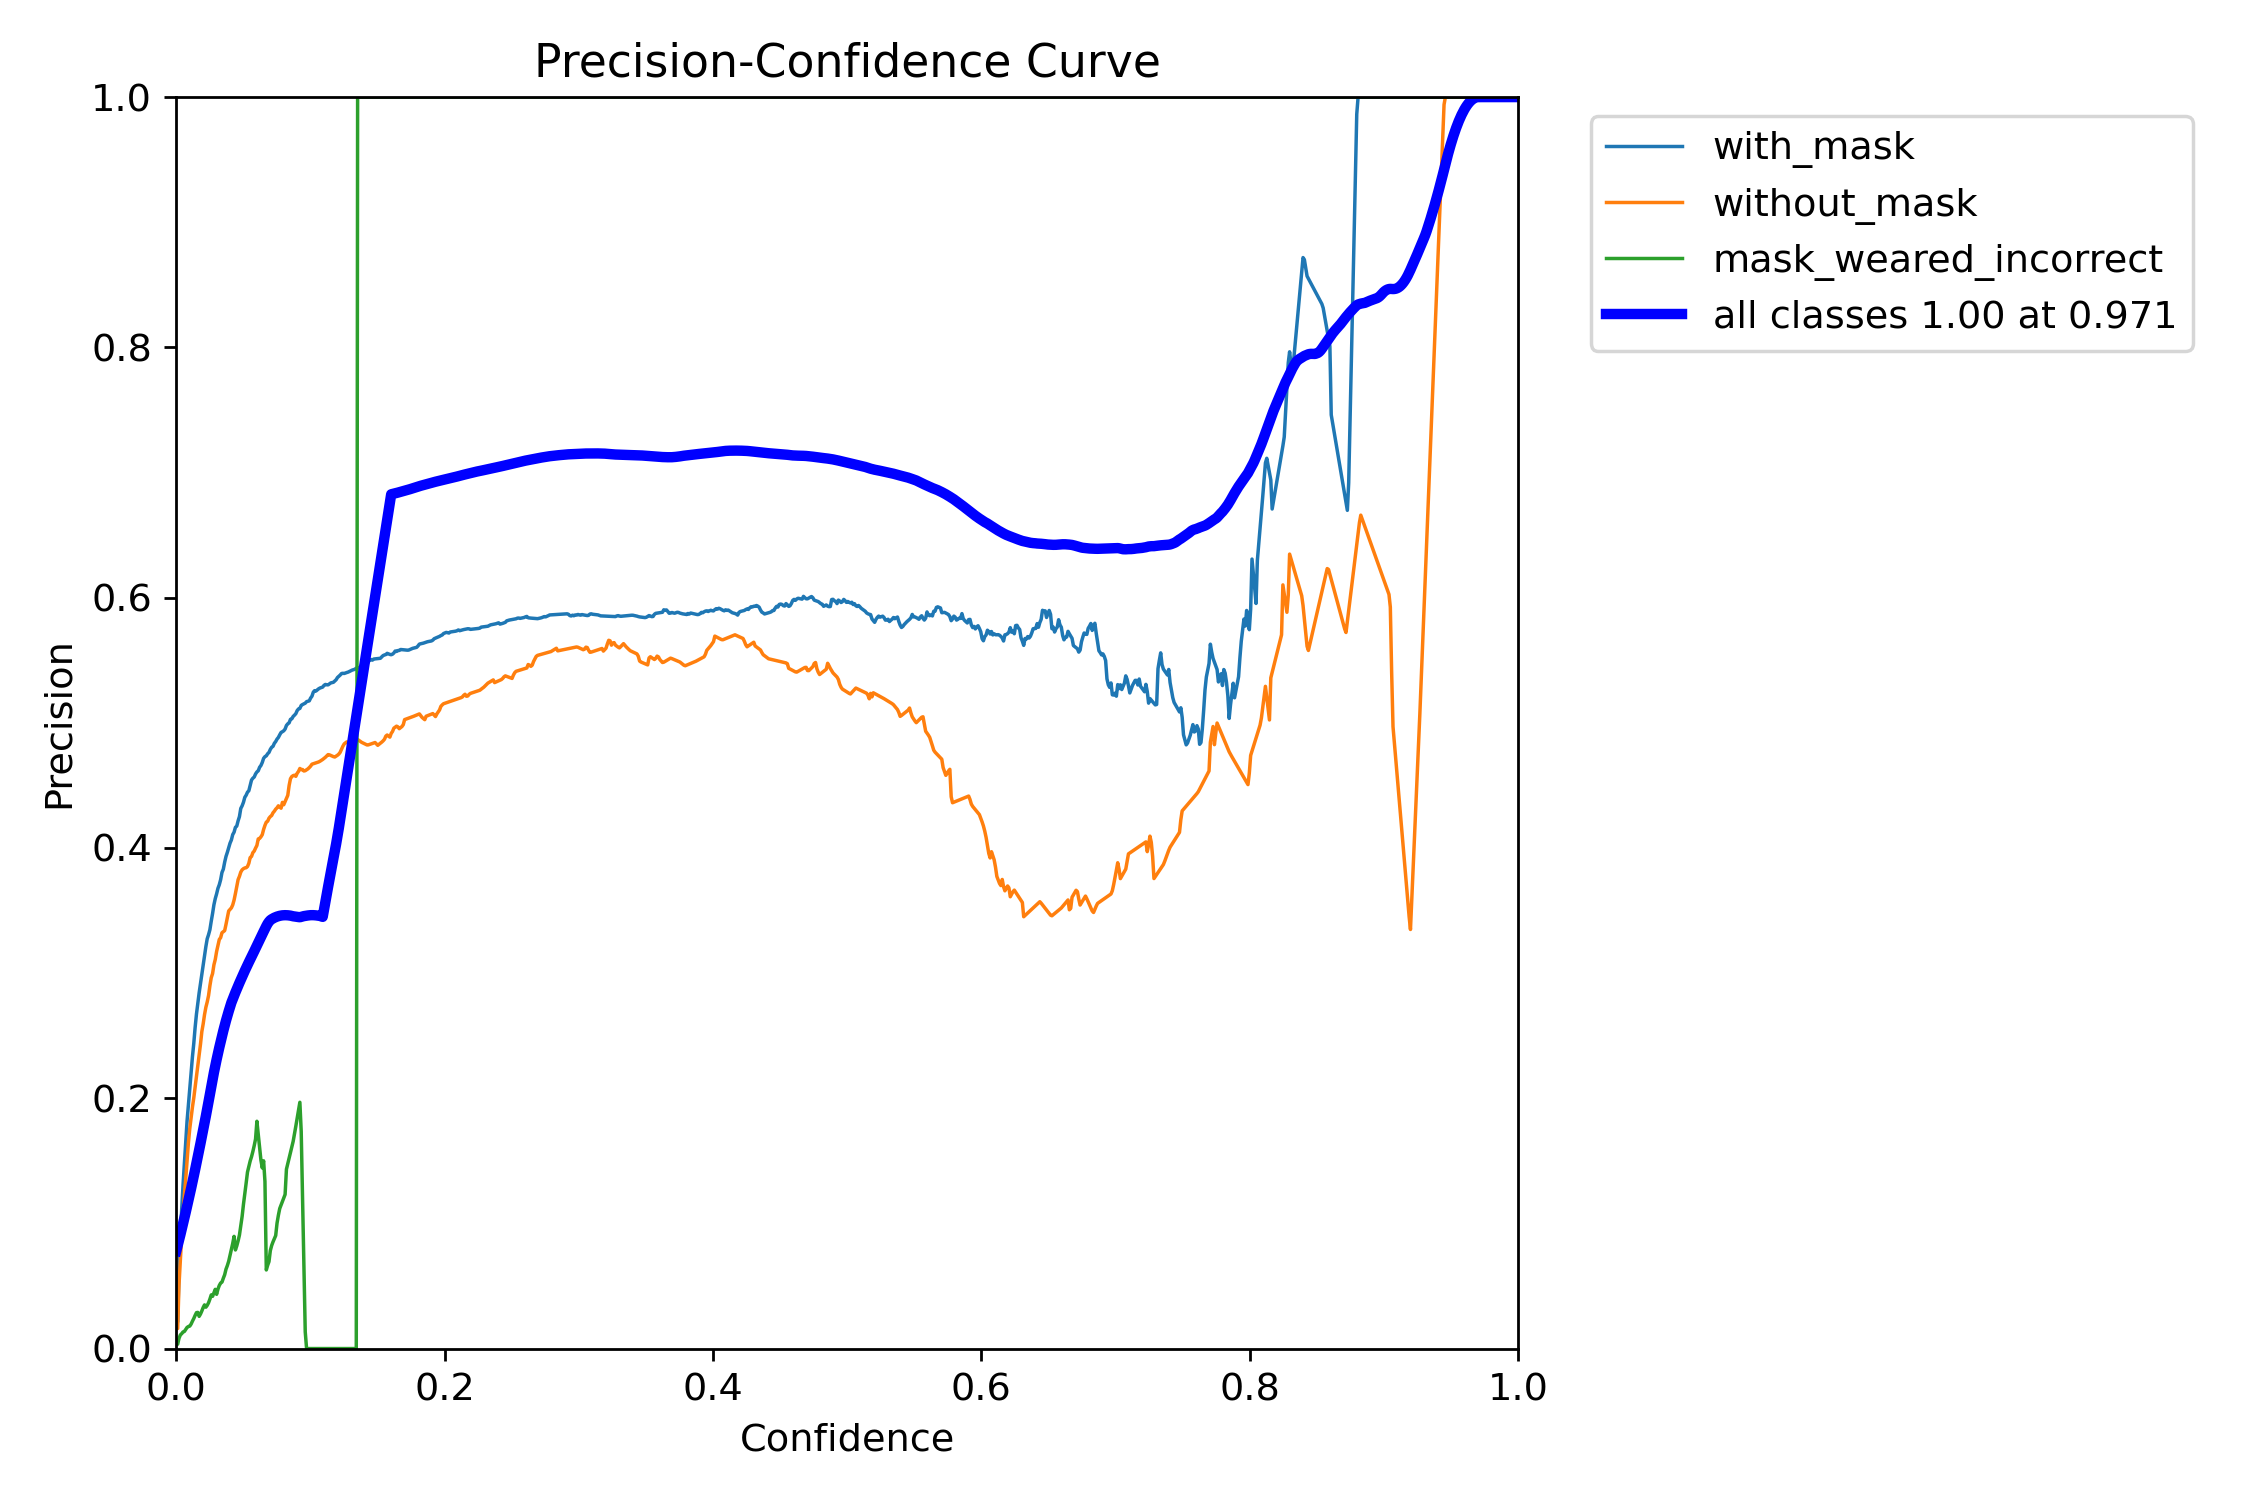 Precision-Confidence Curve
1.0
0.8
0.6
0.4
0.2
0.0
Precision
0.0 0.2 0.4 0.6 0.8 1.0
Confidence
with_mask
without_mask
mask_weared_incorrect
all classes 1.00 at 0.971